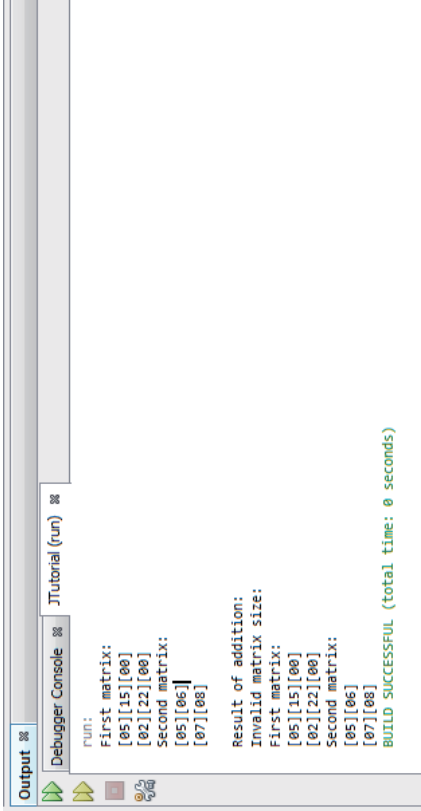 Output
Debugger Console JTutorial (run)
run:
First matrix:
[05][15][00]
[02][22][00]
Second matrix:
[05][06]
[07][08]
Result of addition:
Invalid matrix size:
First matrix:
[05][15][00]
[02][22][00]
Second matrix:
[05][06]
[07][08]
BUILD SUCCESSFUL (total time: 0 seconds)